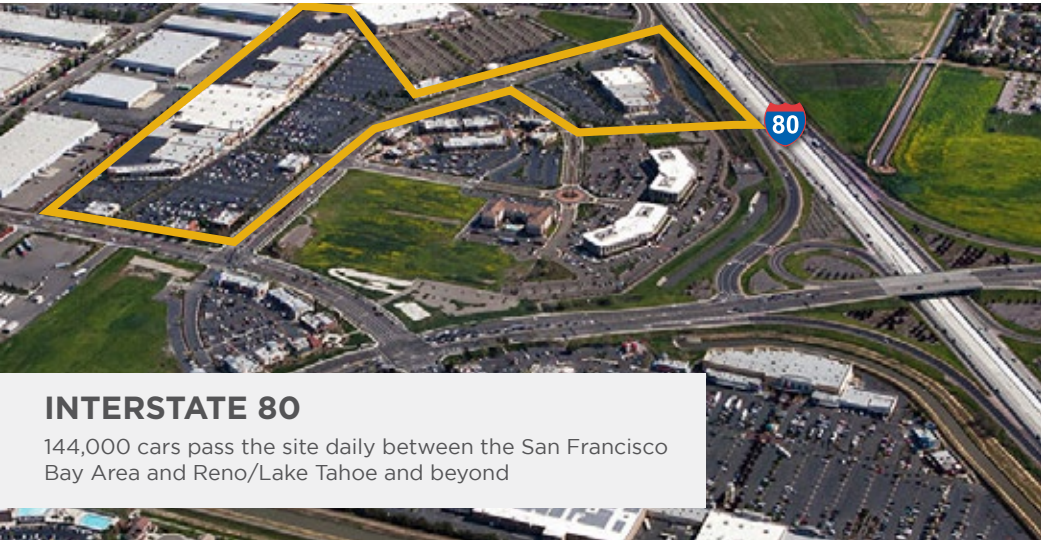 80
INTERSTATE 80
144,000 cars pass the site daily between the San Francisco
Bay Area and Reno/Lake Tahoe and beyond